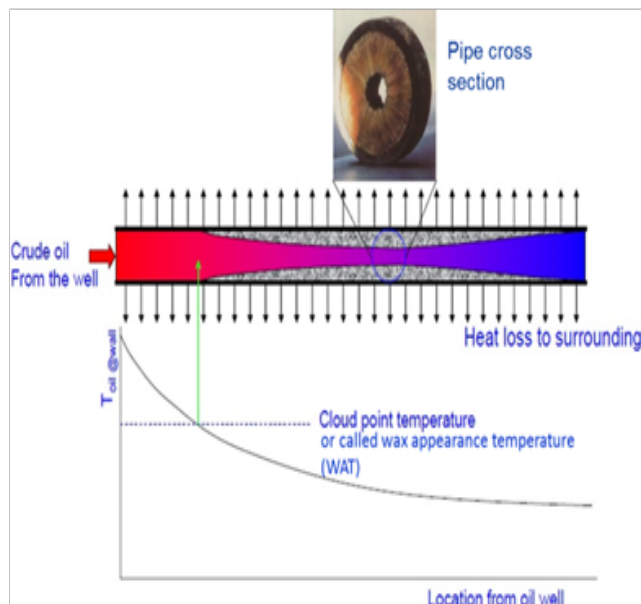 Pipe cross
section
Crude oil
From the well
Heat loss to surrounding
T oil @wall
Cloud point temperature
or called wax appearance temperature
(WAT)
Location from oil well